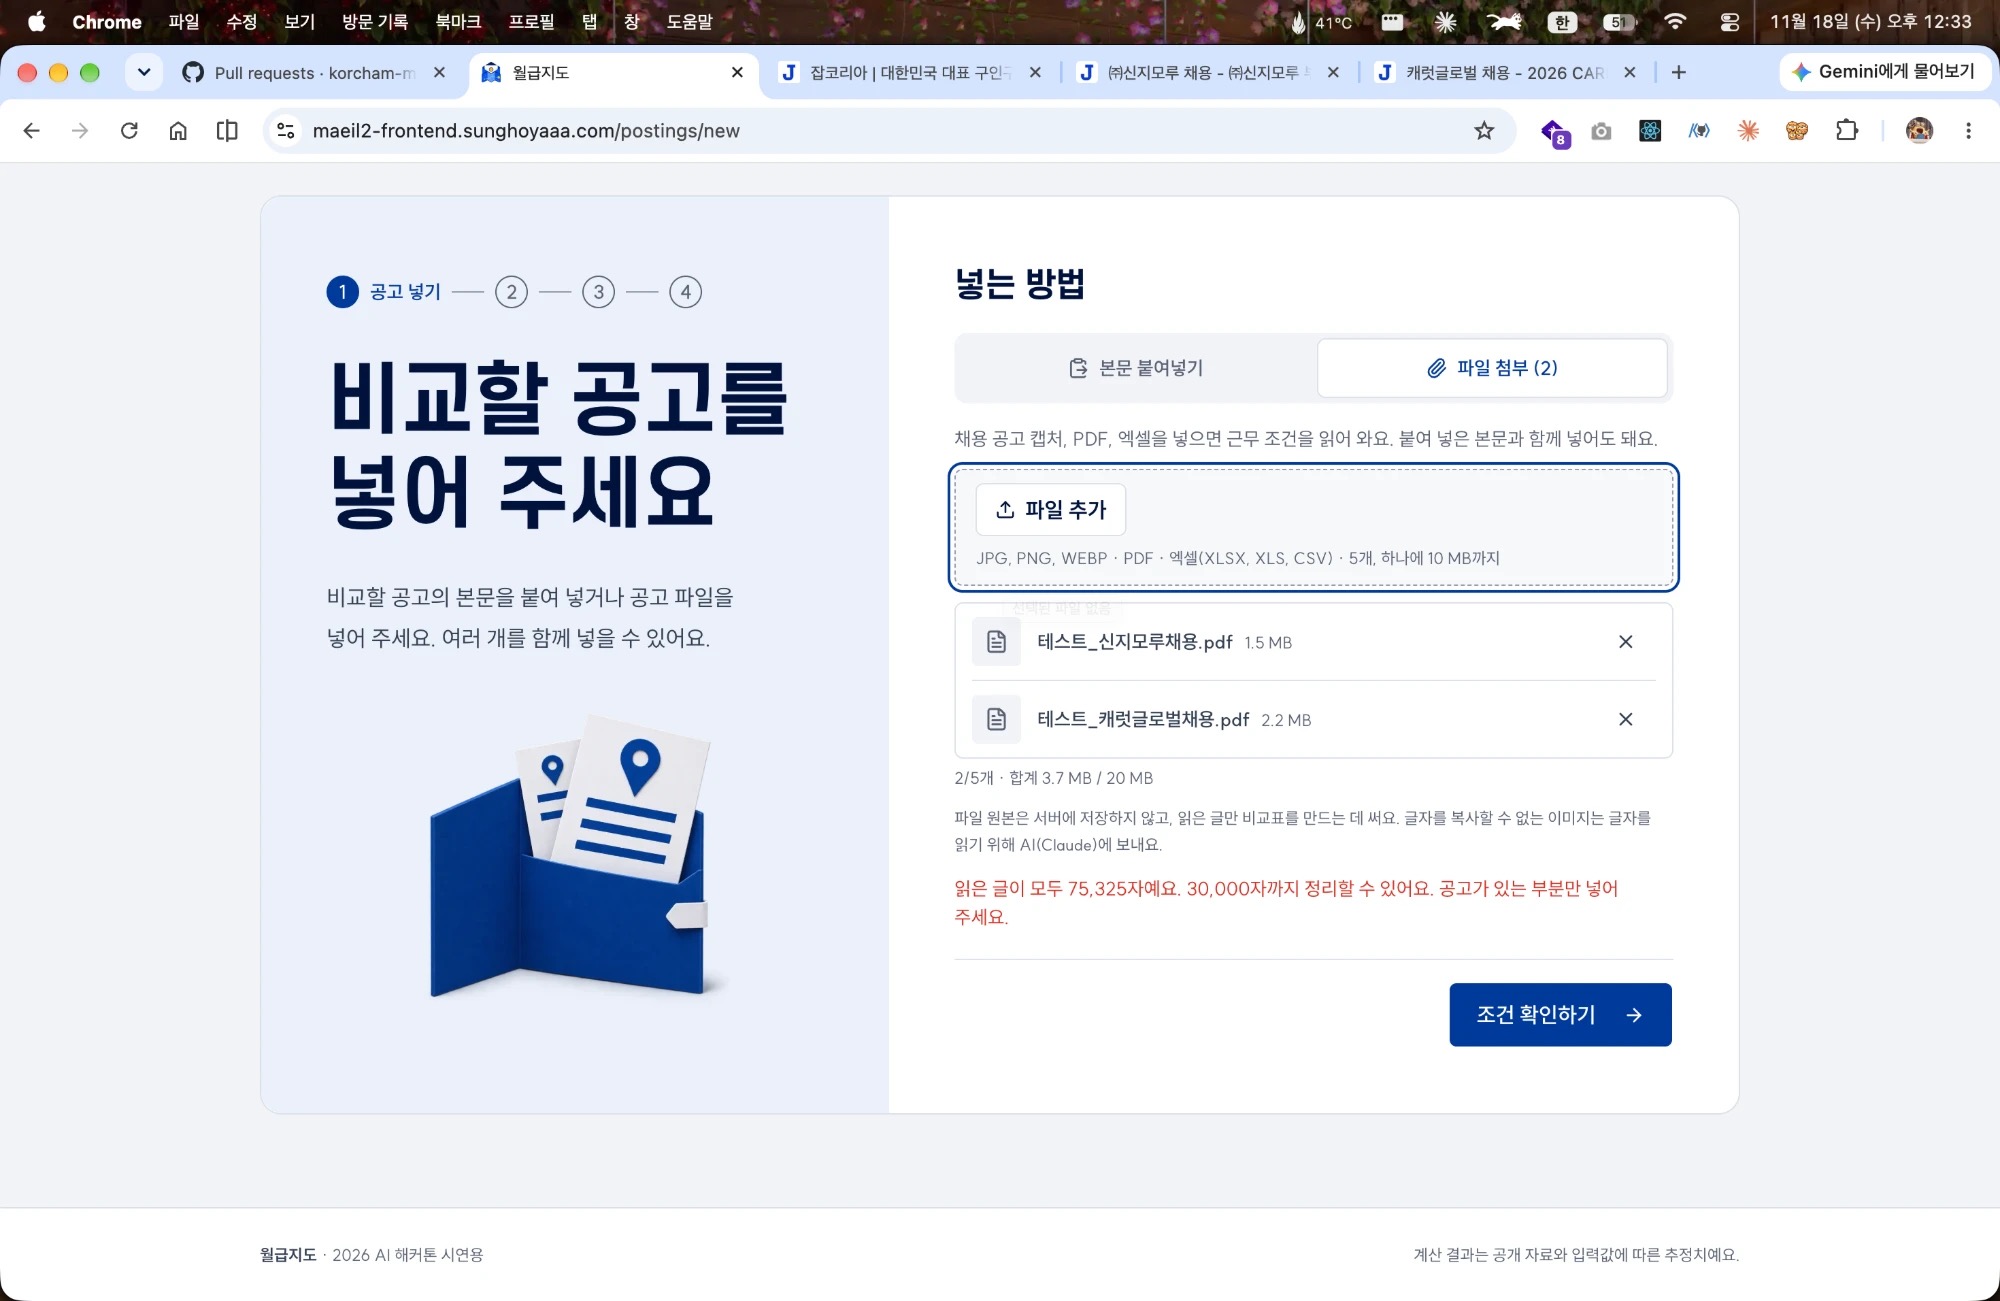 Chrome 파일 수정 보기 방문 기록 북마크 프로필 탭 창 도움말 41°C 한 51 11월 18일 (수) 오후 12:33
Pull requests · korcham-m 월급지도 잡코리아 | 대한민국 대표 구인구 ㈜신지모루 채용 - ㈜신지모루 캐럿글로벌 채용 - 2026 CAR Gemini에게 물어보기
maeil2-frontend.sunghoyaaa.com/postings/new 8
1 공고 넣기 2 3 4
비교할 공고를
넣어 주세요
비교할 공고의 본문을 붙여 넣거나 공고 파일을
넣어 주세요. 여러 개를 함께 넣을 수 있어요.
넣는 방법
본문 붙여넣기 파일 첨부 (2)
채용 공고 캡처, PDF, 엑셀을 넣으면 근무 조건을 읽어 와요. 붙여 넣은 본문과 함께 넣어도 돼요.
파일 추가
JPG, PNG, WEBP · PDF · 엑셀(XLSX, XLS, CSV) · 5개, 하나에 10 MB까지
선택된 파일 없음
테스트_신지모루채용.pdf 1.5 MB
테스트_캐럿글로벌채용.pdf 2.2 MB
2/5개 · 합계 3.7 MB / 20 MB
파일 원본은 서버에 저장하지 않고, 읽은 글만 비교표를 만드는 데 써요. 글자를 복사할 수 없는 이미지는 글자를
읽기 위해 AI(Claude)에 보내요.
읽은 글이 모두 75,325자예요. 30,000자까지 정리할 수 있어요. 공고가 있는 부분만 넣어
주세요.
조건 확인하기
월급지도 · 2026 AI 해커톤 시연용
계산 결과는 공개 자료와 입력값에 따른 추정치예요.